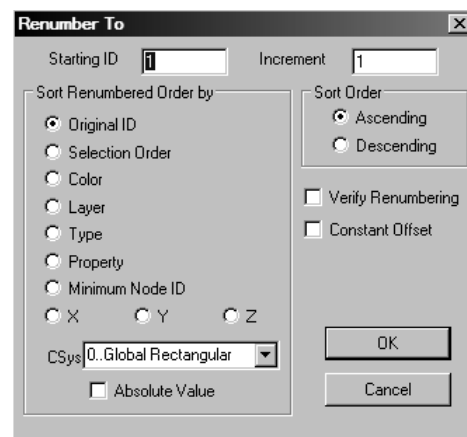 Renumber To
Starting ID 1 Increment 1
Sort Renumbered Order by
Original ID
Selection Order
Color
Layer
Type
Property
Minimum Node ID
X Y Z
CSys 0..Global Rectangular
Absolute Value
Sort Order
Ascending
Descending
Verify Renumbering
Constant Offset
OK
Cancel